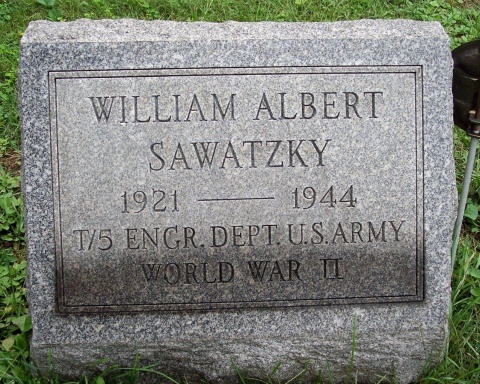 WILLIAM ALBERT
SAWATZKY
1921 — 1944
T/5 ENGR. DEPT. U.S. ARMY
WORLD WAR II